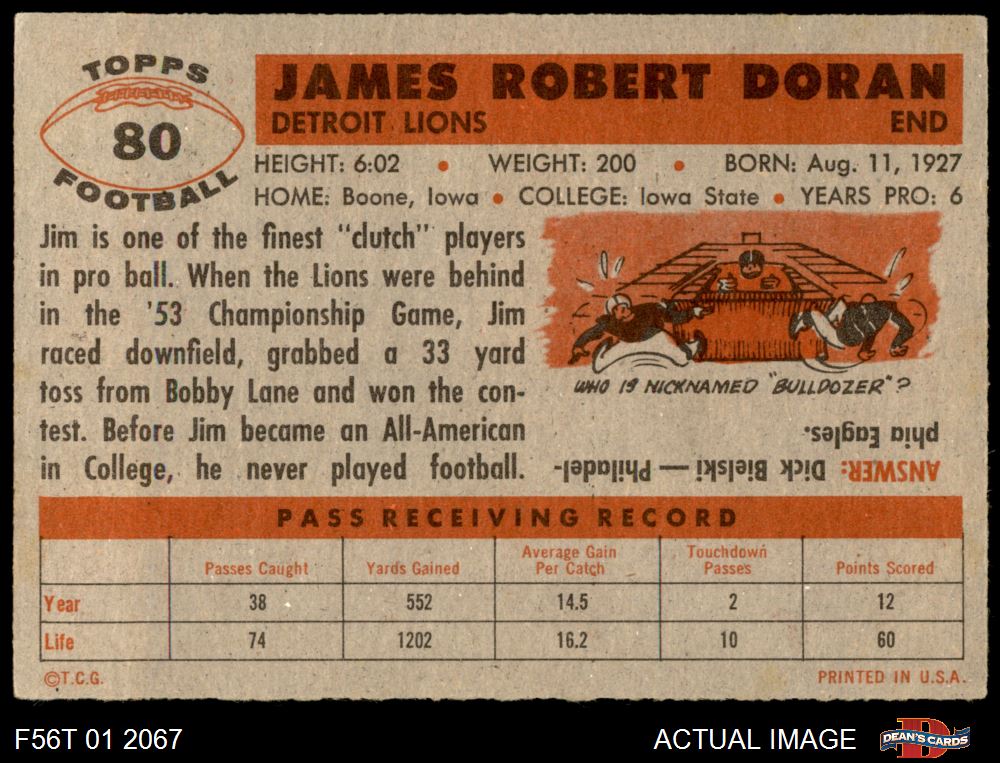 TOPPS
80
FOOTBALL
JAMES ROBERT DORAN
DETROIT LIONS END
HEIGHT: 6:02 • WEIGHT: 200 • BORN: Aug. 11, 1927
HOME: Boone, Iowa • COLLEGE: Iowa State • YEARS PRO: 6
Jim is one of the finest "clutch" players
in pro ball. When the Lions were behind
in the '53 Championship Game, Jim
raced downfield, grabbed a 33 yard
toss from Bobby Lane and won the con-
test. Before Jim became an All-American
in College, he never played football.
WHO IS NICKNAMED "BULLDOZER"?
ANSWER: Dick Bielski — Philadel-
phia Eagles.
PASS RECEIVING RECORD
Passes Caught Yards Gained Average Gain Per Catch Touchdown Passes Points Scored
Year 38 552 14.5 2 12
Life 74 1202 16.2 10 60
©T.C.G. PRINTED IN U.S.A.
F56T 01 2067 ACTUAL IMAGE D DEAN'S CARDS